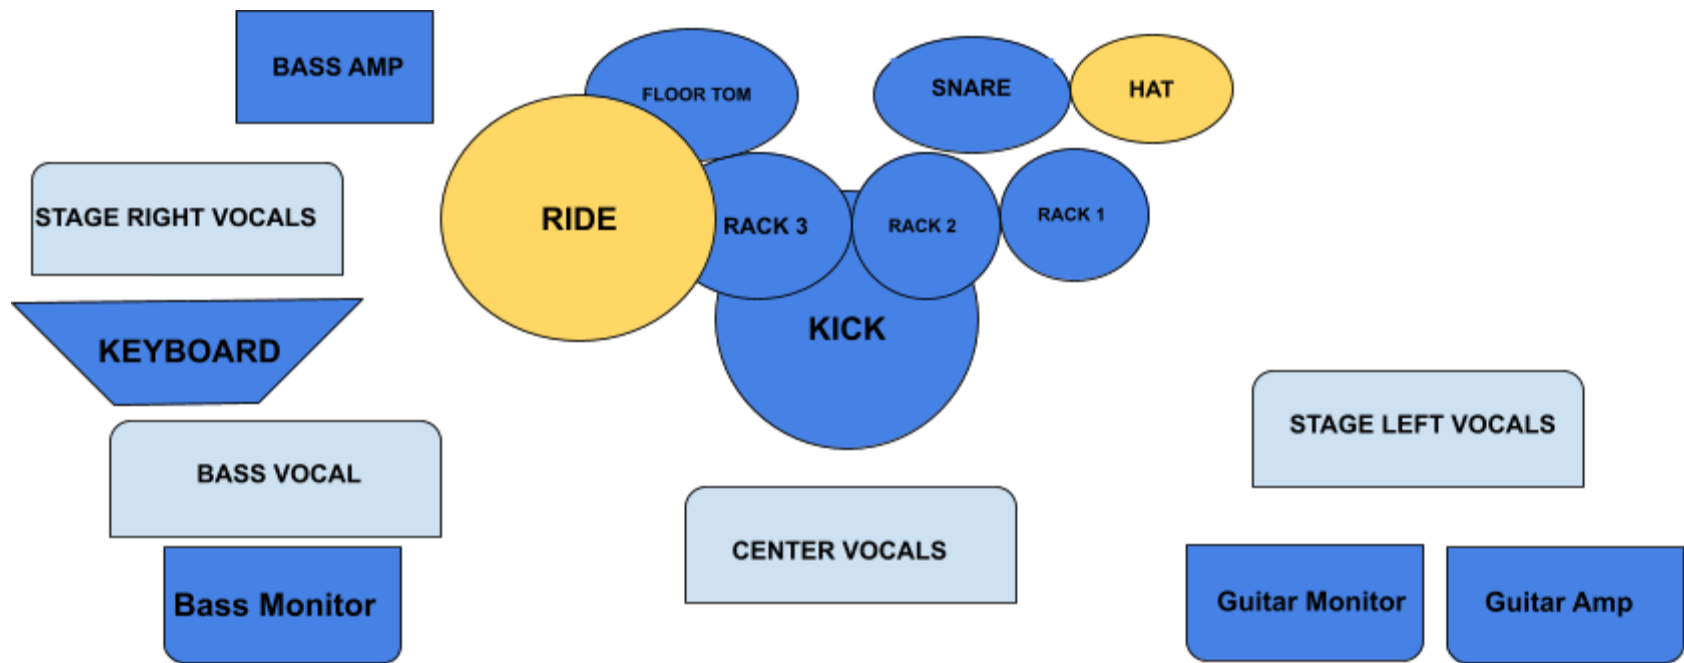 BASS AMP
FLOOR TOM
SNARE
HAT
STAGE RIGHT VOCALS
RIDE
RACK 3
RACK 2
RACK 1
KEYBOARD
KICK
BASS VOCAL
STAGE LEFT VOCALS
CENTER VOCALS
Bass Monitor
Guitar Monitor
Guitar Amp